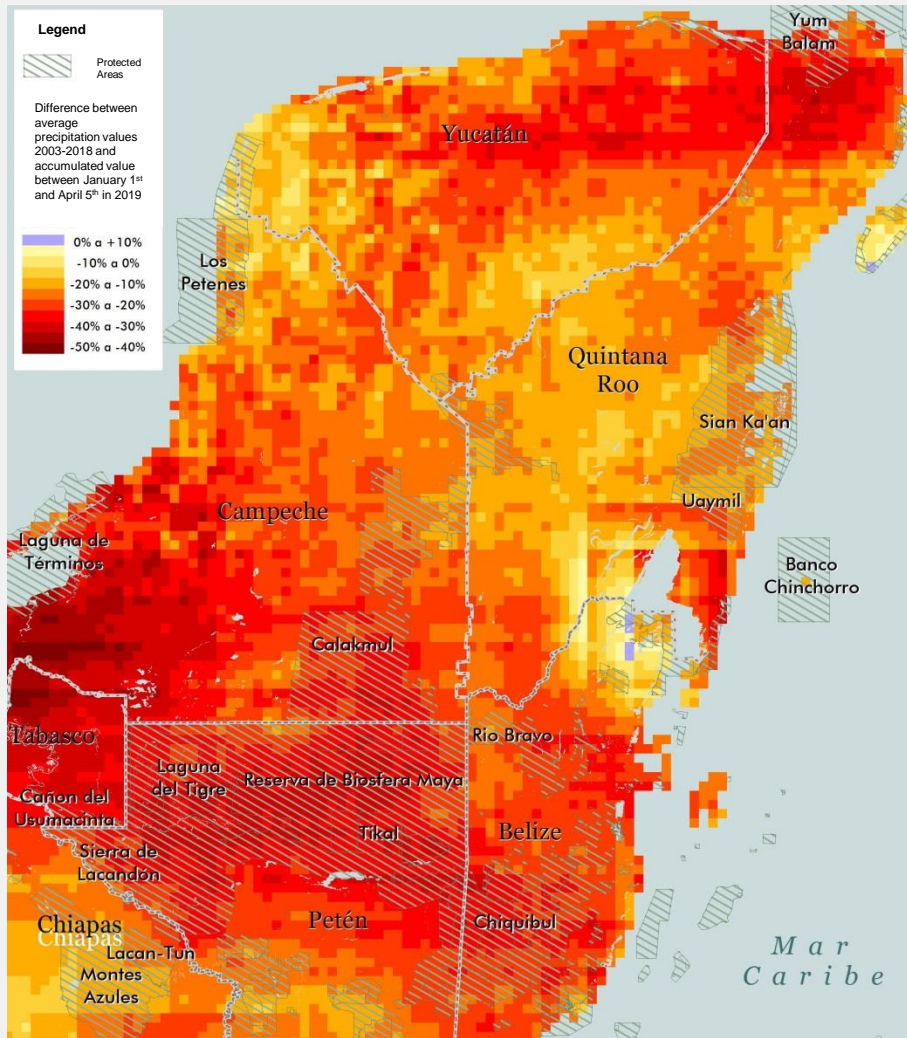 Legend
Protected
Areas
Difference between
average
precipitation values
2003-2018 and
accumulated value
between January 1st
and April 5th in 2019
0% a +10%
-10% a 0%
-20% a -10%
-30% a -20%
-40% a -30%
-50% a -40%
Yum
Balam
Yucatán
Los
Petenes
Quintana
Roo
Sian Ka'an
Uaymil
Campeche
Laguna de
Términos
Banco
Chinchorro
Calakmul
Tabasco
Rio Bravo
Laguna
del Tigre
Reserva de Biosfera Maya
Cañon del
Usumacinta
Tikal
Belize
Sierra de
Lacandón
Petén
Chiquibul
Chiapas
Chiapas
Lacan-Tun
Montes
Azules
Mar
Caribe